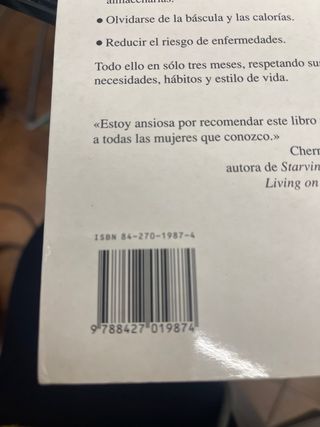 almacenarlas.
● Olvidarse de la báscula y las calorías.
● Reducir el riesgo de enfermedades.
Todo ello en sólo tres meses, respetando sus
necesidades, hábitos y estilo de vida.
«Estoy ansiosa por recomendar este libro
a todas las mujeres que conozco.»
Cherr
autora de Starvin
Living on
ISBN 84-270-1987-4
9 788427 019874